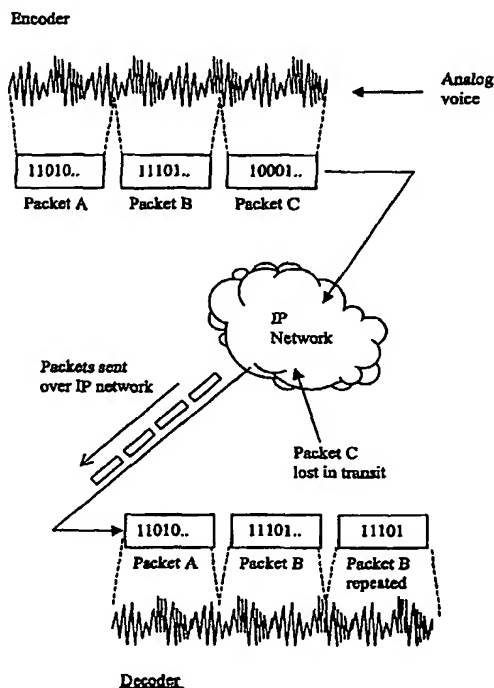 Encoder
Analog
voice
11010.. 11101.. 10001..
Packet A Packet B Packet C
IP
Network
Packets sent
over IP network
Packet C
lost in transit
11010.. 11101.. 11101
Packet A Packet B Packet B
repeated
Decoder